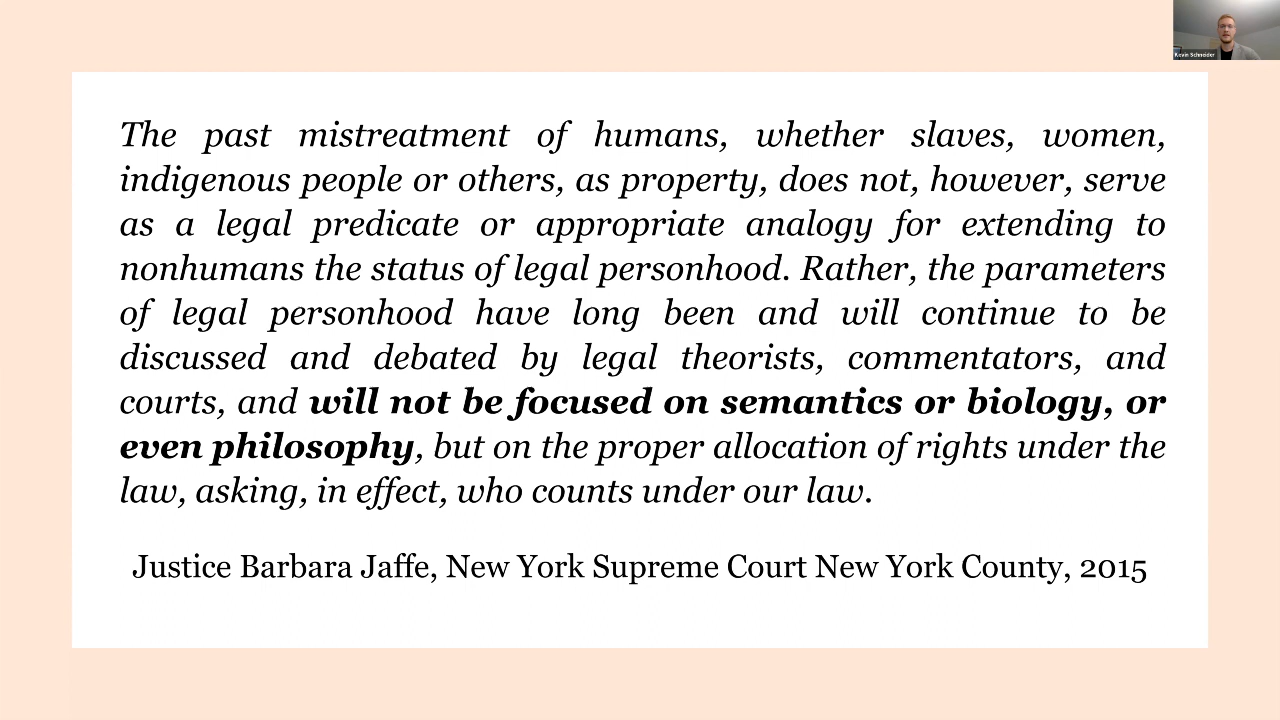 Kevin Schneider
The past mistreatment of humans, whether slaves, women,
indigenous people or others, as property, does not, however, serve
as a legal predicate or appropriate analogy for extending to
nonhumans the status of legal personhood. Rather, the parameters
of legal personhood have long been and will continue to be
discussed and debated by legal theorists, commentators, and
courts, and will not be focused on semantics or biology, or
even philosophy, but on the proper allocation of rights under the
law, asking, in effect, who counts under our law.
Justice Barbara Jaffe, New York Supreme Court New York County, 2015